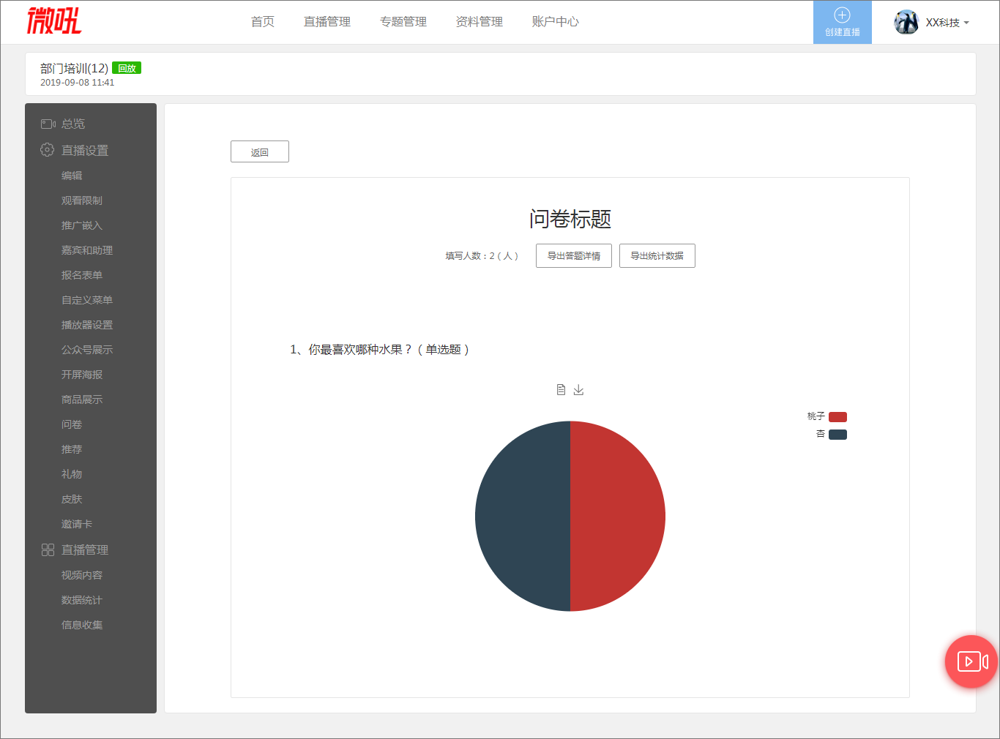 微吼
首页 直播管理 专题管理 资料管理 账户中心
创建直播
XX科技
部门培训(12) 回放
2019-09-08 11:41
总览
直播设置
编辑
观看限制
推广嵌入
嘉宾和助理
报名表单
自定义菜单
播放器设置
公众号展示
开屏海报
商品展示
问卷
推荐
礼物
皮肤
邀请卡
直播管理
视频内容
数据统计
信息收集
返回
问卷标题
填写人数：2（人） 导出答题详情 导出统计数据
1、你最喜欢哪种水果？（单选题）
桃子
杏